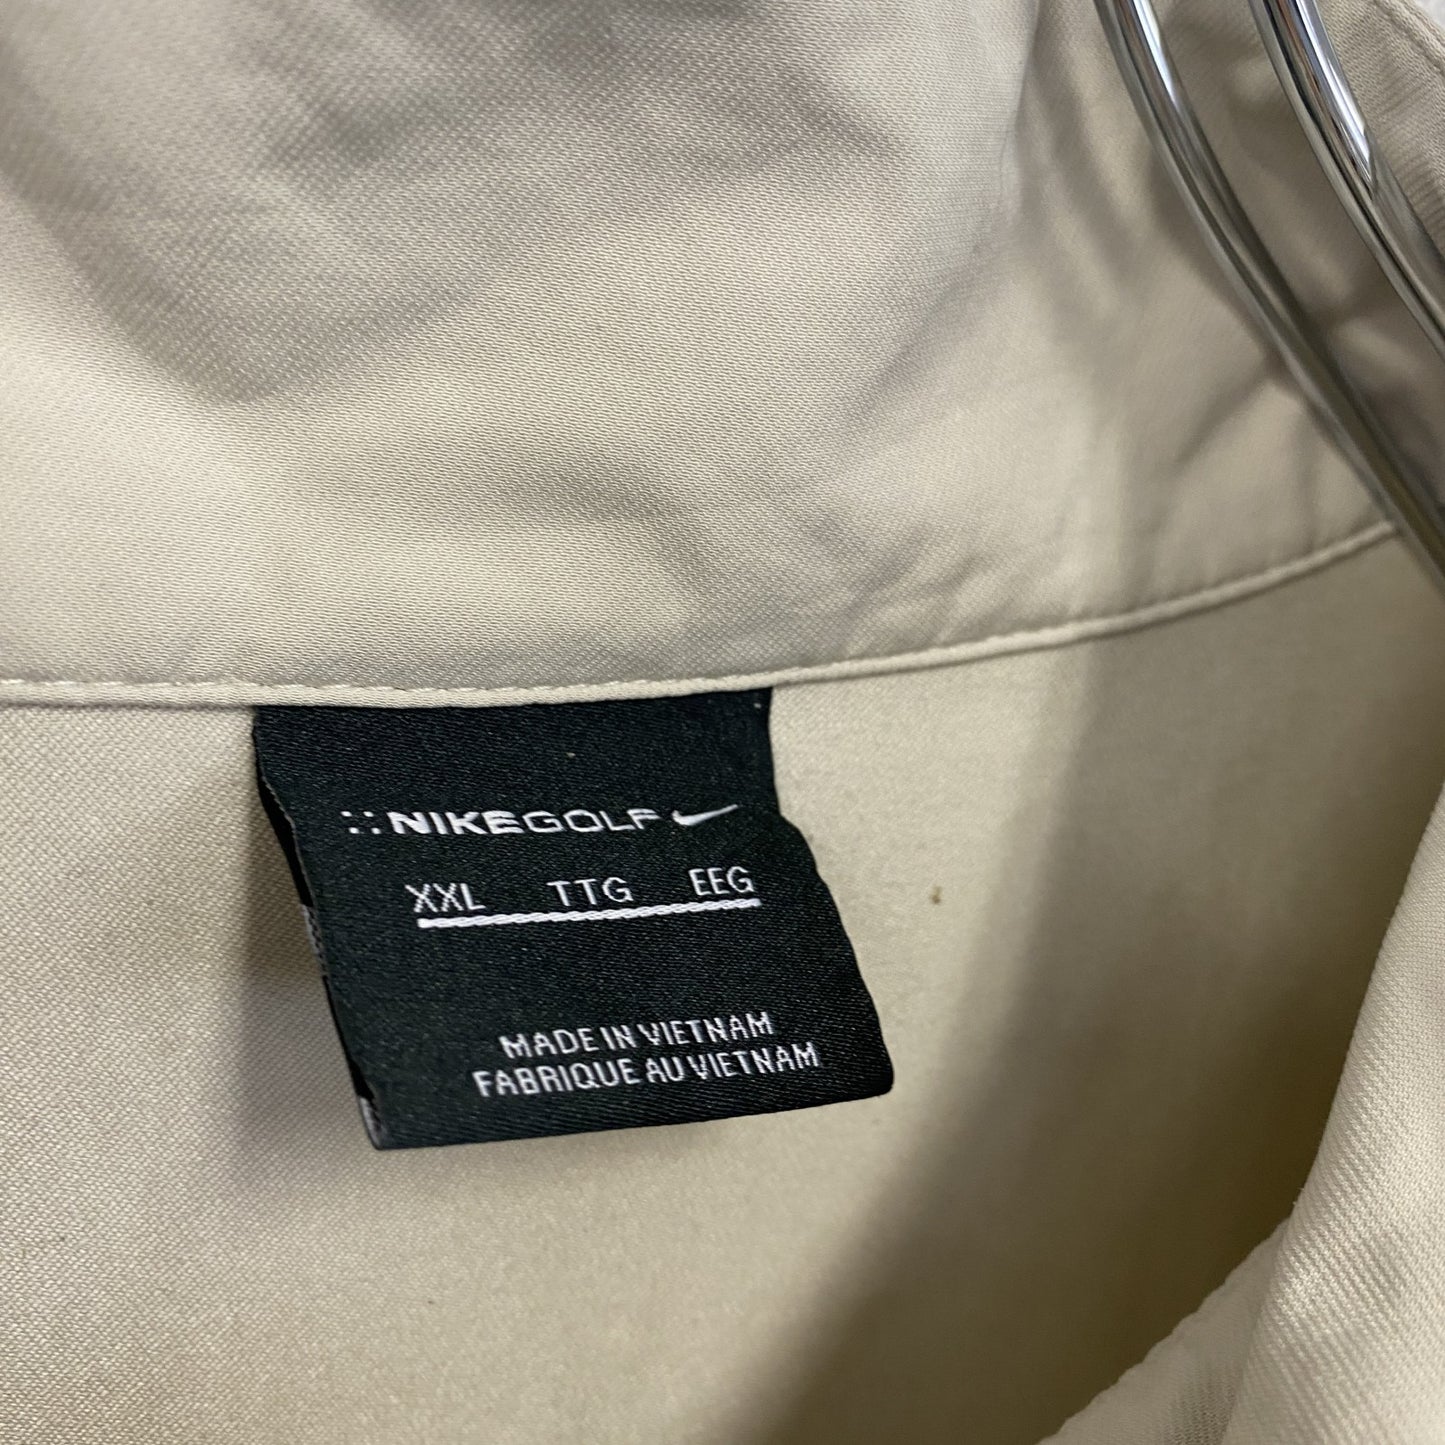 NIKEGOLF
XXL TTG EEG
MADE IN VIETNAM
FABRIQUE AU VIETNAM